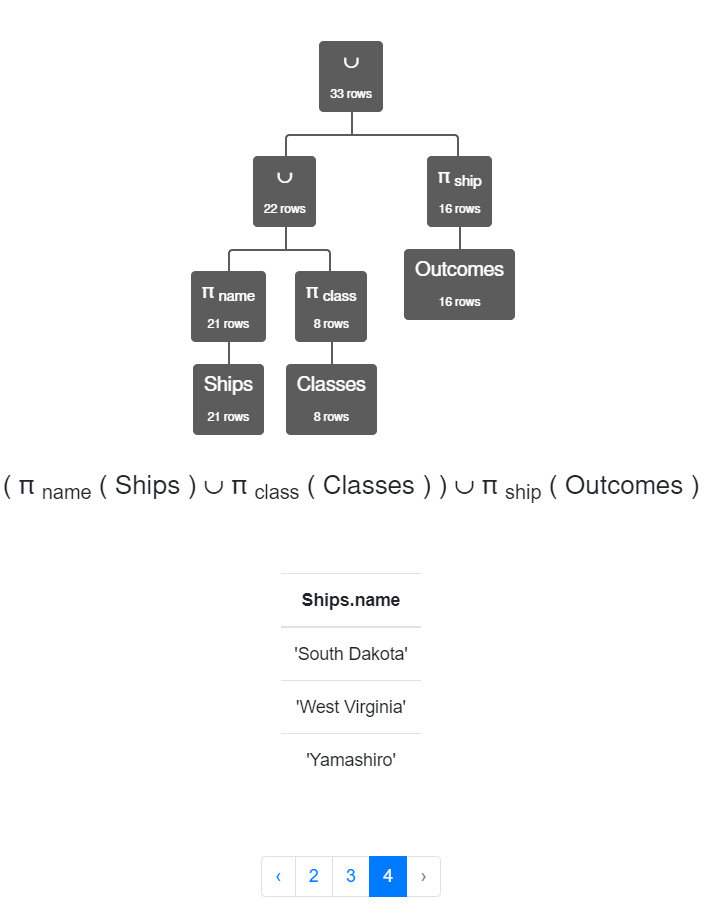 ∪
33 rows
∪
22 rows
π ship
16 rows
Outcomes
16 rows
π name
21 rows
π class
8 rows
Ships
21 rows
Classes
8 rows
( π name ( Ships ) ∪ π class ( Classes ) ) ∪ π ship ( Outcomes )
Ships.name
'South Dakota'
'West Virginia'
'Yamashiro'
‹ 2 3 4 ›